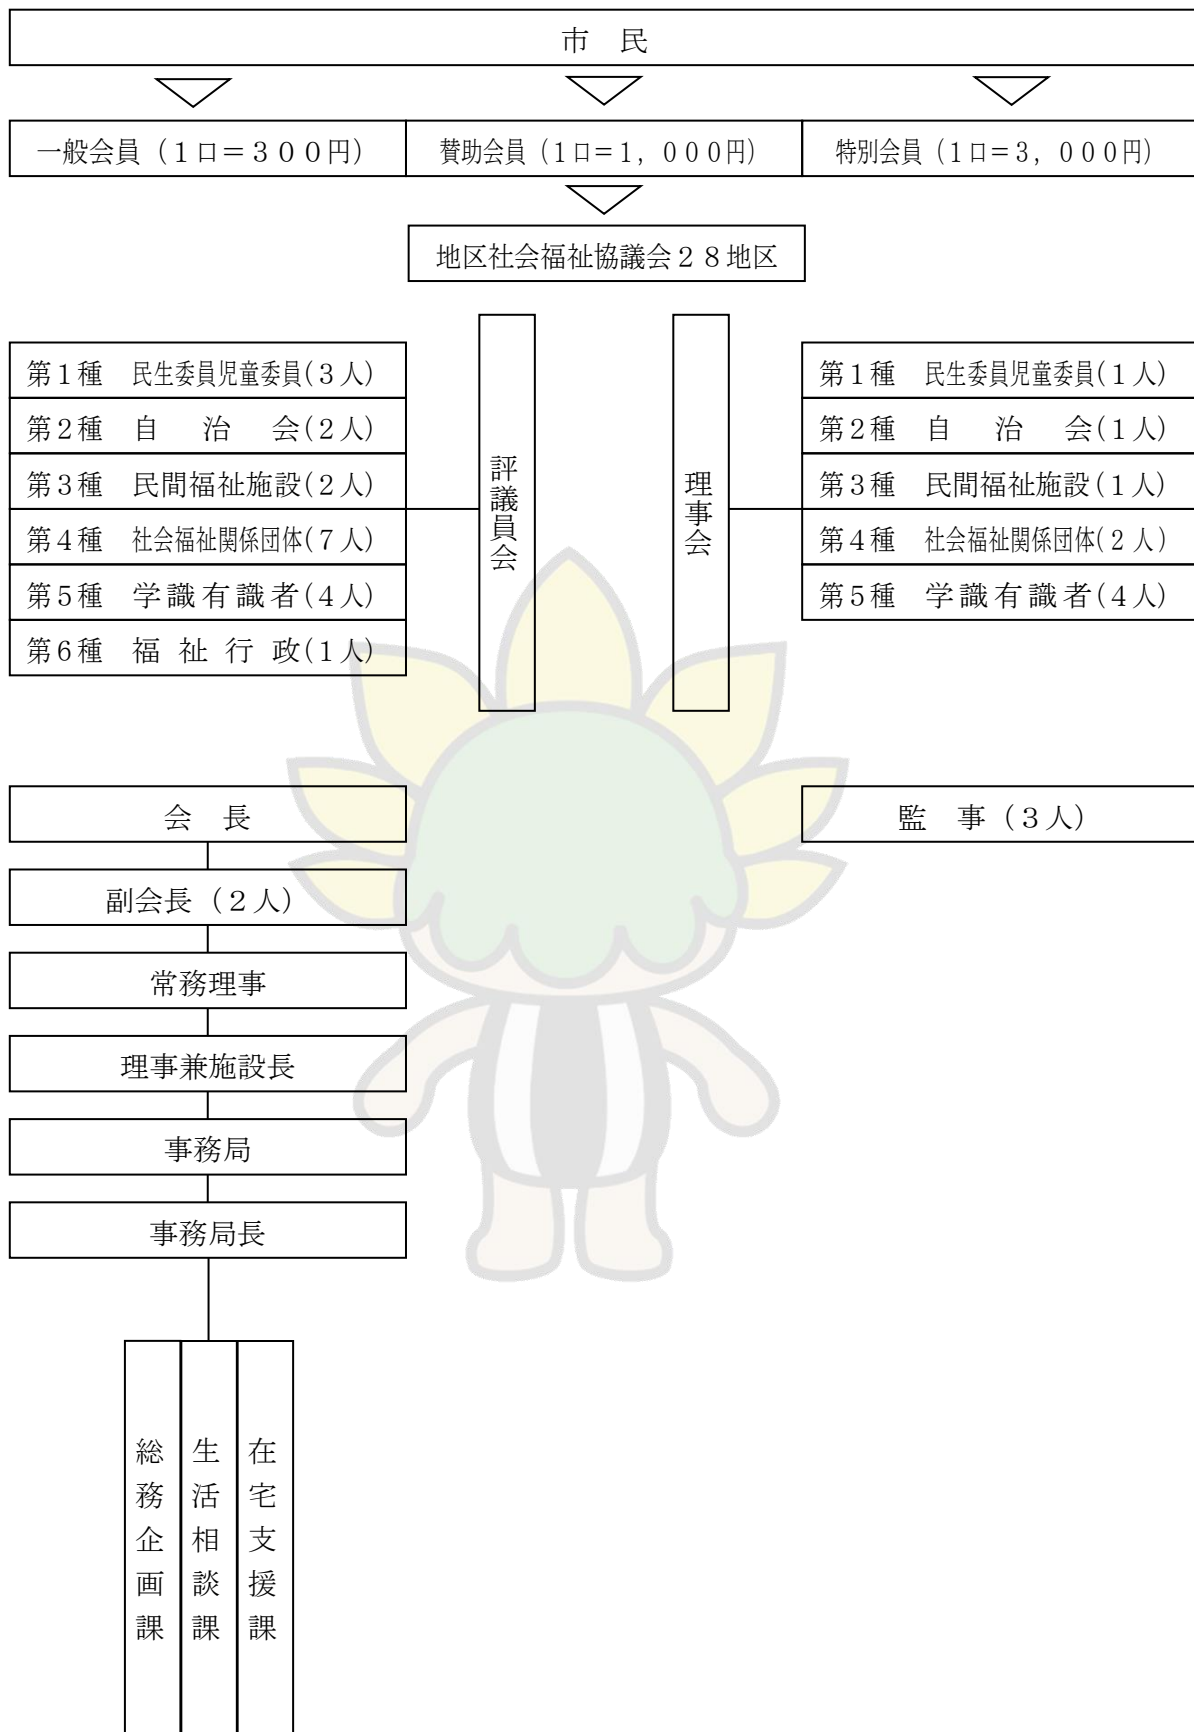 市　民
一般会員（１口＝３００円）
賛助会員（１口＝１，０００円）
特別会員（１口＝３，０００円）
地区社会福祉協議会２８地区
第１種　民生委員児童委員(３人)
第２種　自　治　会(２人)
第３種　民間福祉施設(２人)
第４種　社会福祉関係団体(７人)
第５種　学識有識者(４人)
第６種　福祉行政(１人)
評議員会
理事会
第１種　民生委員児童委員(１人)
第２種　自　治　会(１人)
第３種　民間福祉施設(１人)
第４種　社会福祉関係団体(２人)
第５種　学識有識者(４人)
会　長
監　事（３人）
副会長（２人）
常務理事
理事兼施設長
事務局
事務局長
総務企画課
生活相談課
在宅支援課